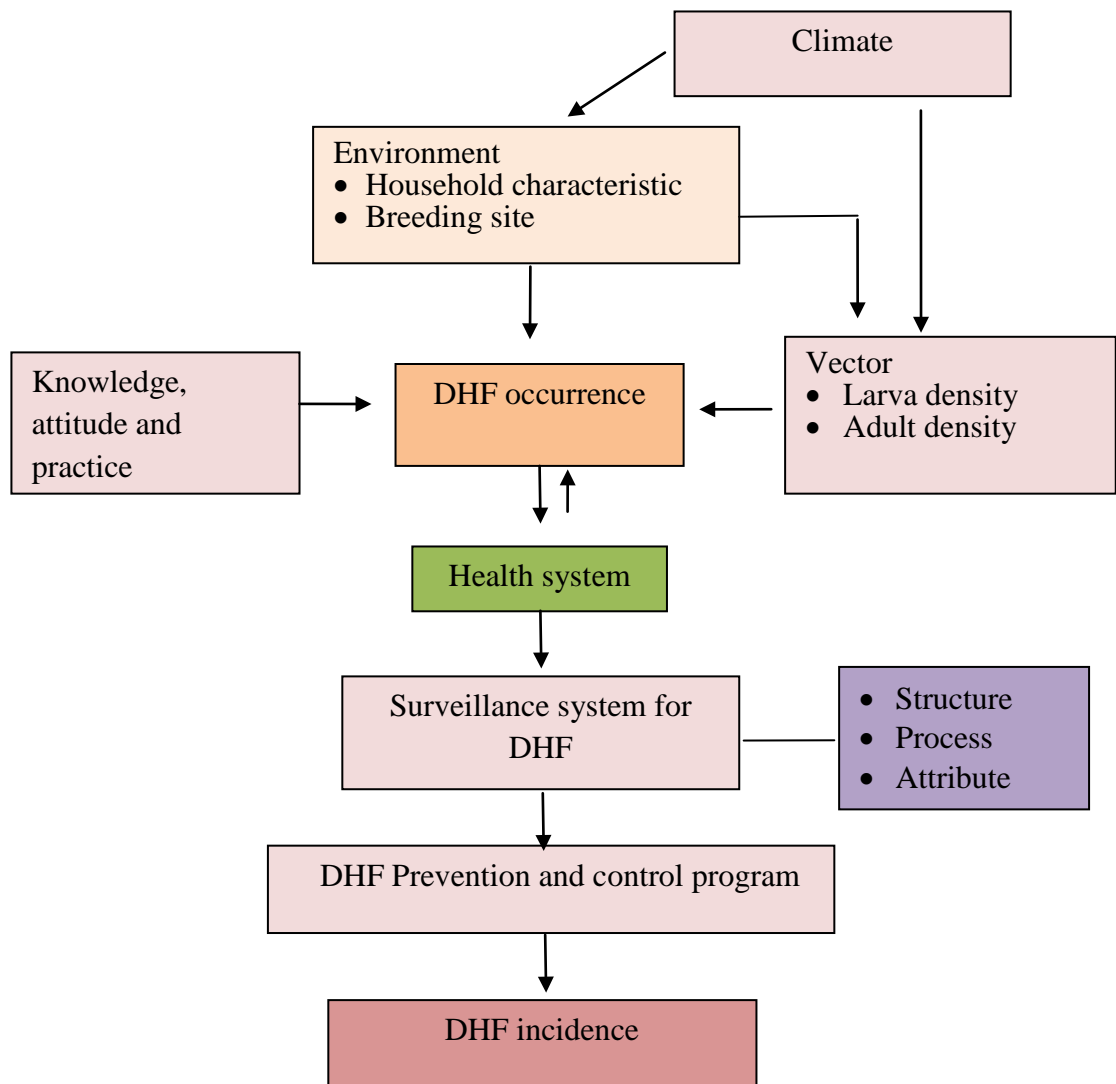 Climate
Environment
• Household characteristic
• Breeding site
Knowledge,
attitude and
practice
DHF occurrence
Vector
• Larva density
• Adult density
Health system
Surveillance system for
DHF
• Structure
• Process
• Attribute
DHF Prevention and control program
DHF incidence